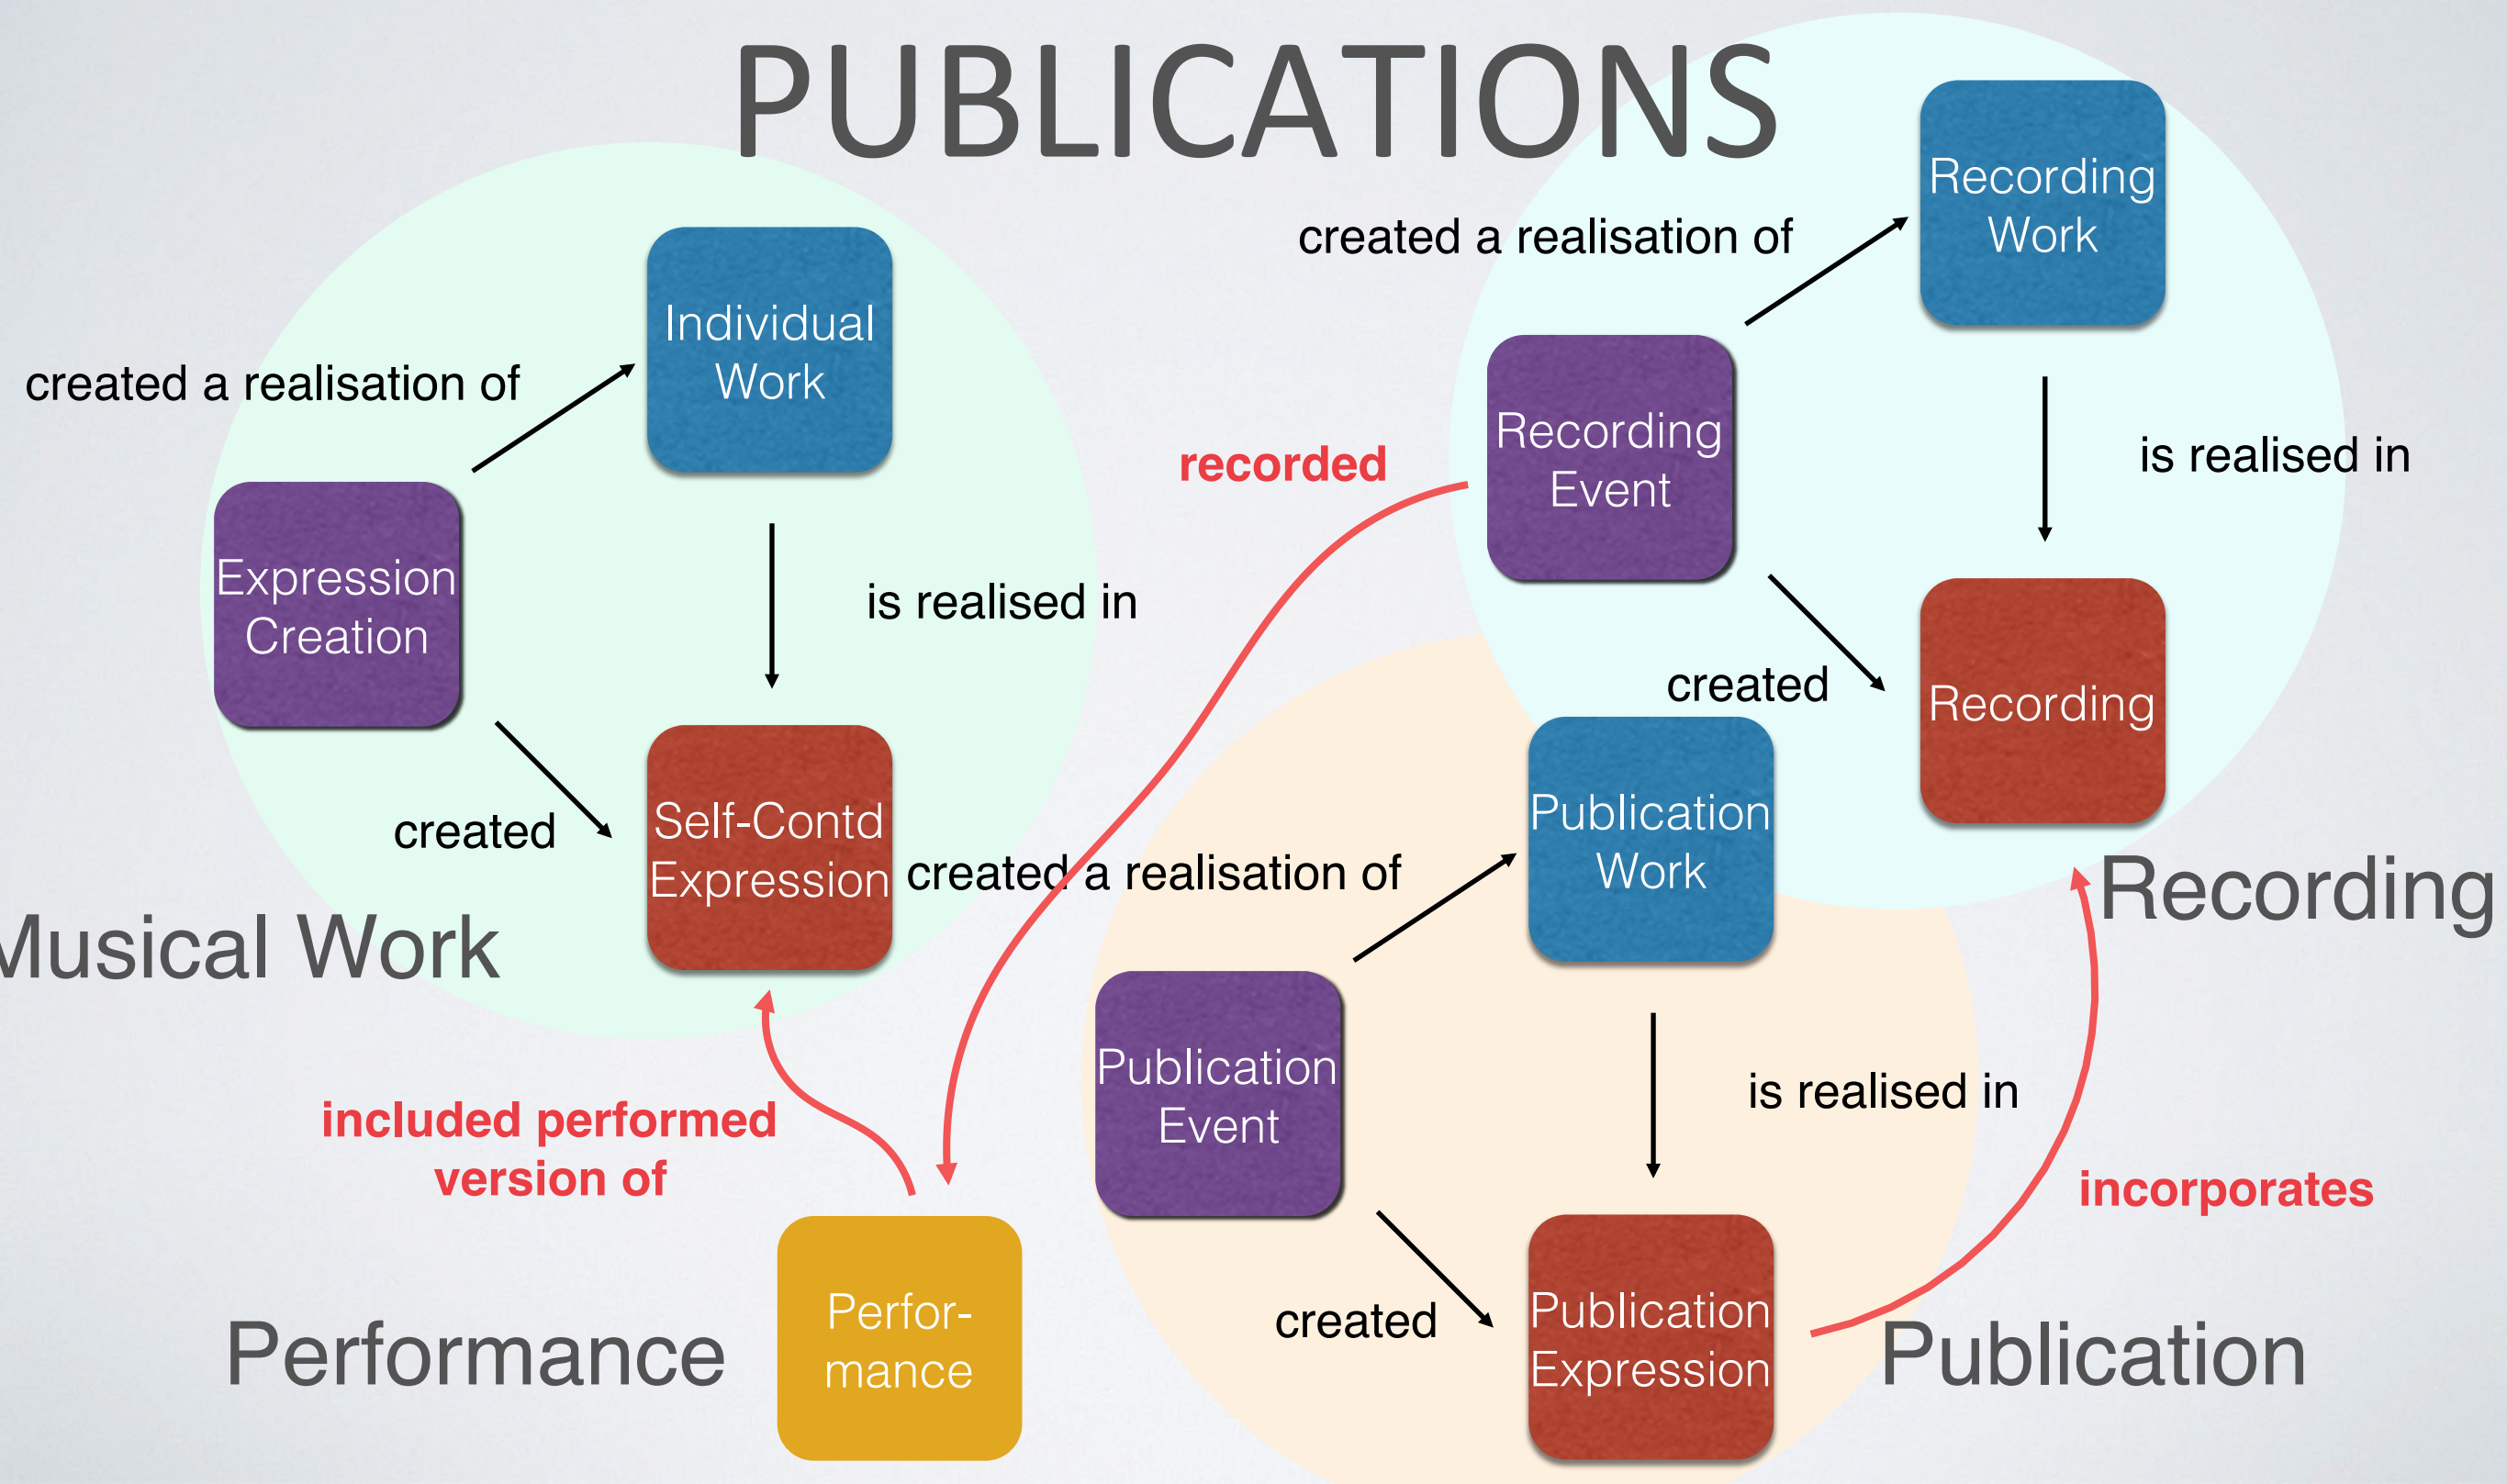 PUBLICATIONS
Recording
Work
created a realisation of
Individual
Work
created a realisation of
Recording
Event
recorded
is realised in
Expression
Creation
is realised in
created
Recording
Self-Contd
Expression
created
Publication
Work
created a realisation of
Recording
Musical Work
Publication
Event
is realised in
included performed
version of
incorporates
Perfor-
mance
Performance
created
Publication
Expression
Publication